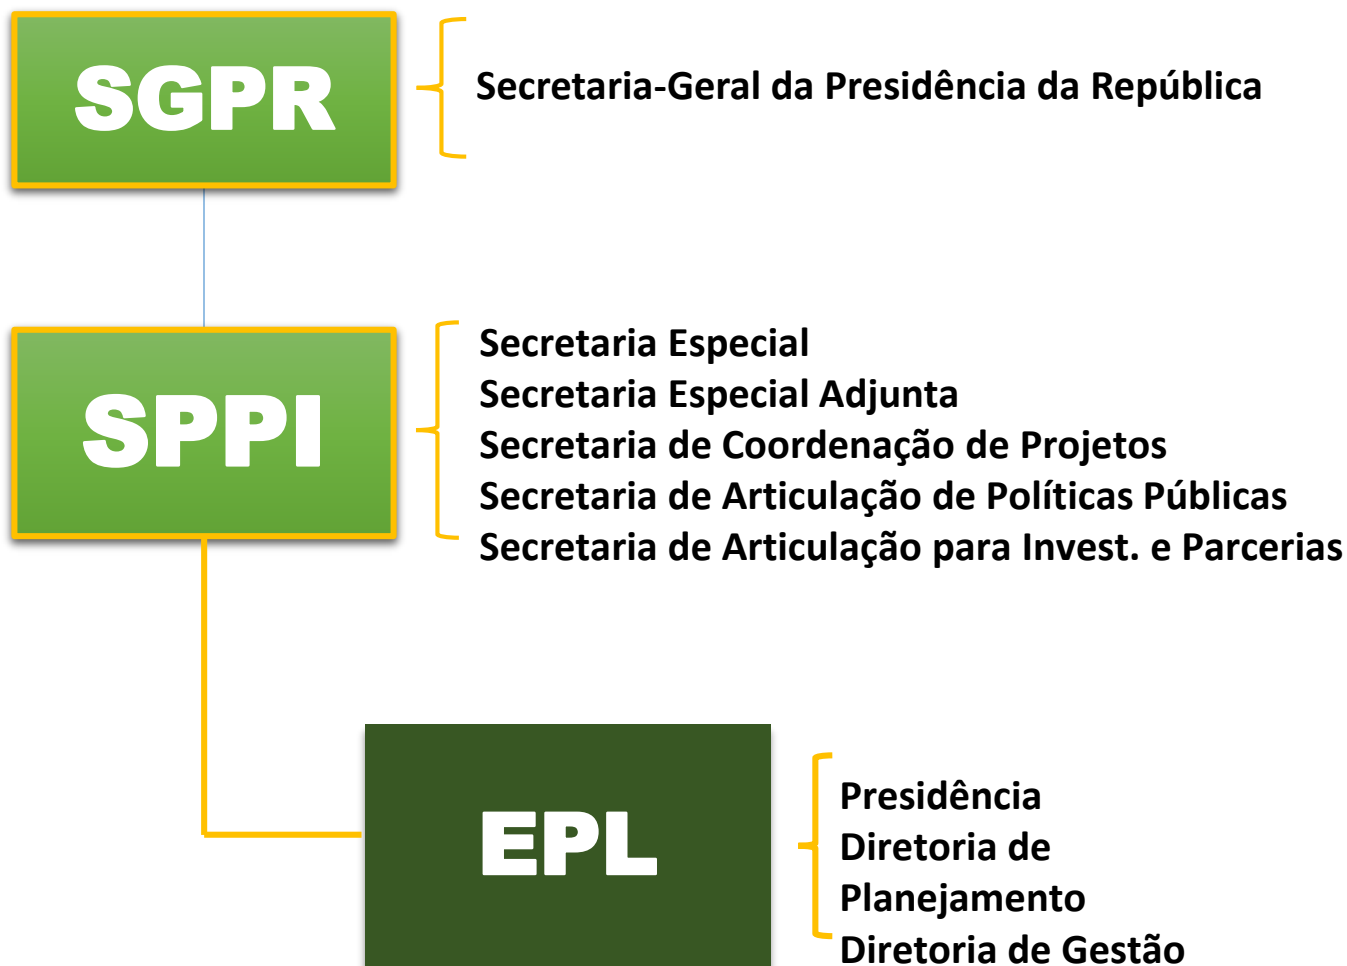 SGPR
Secretaria-Geral da Presidência da República
SPPI
Secretaria Especial
Secretaria Especial Adjunta
Secretaria de Coordenação de Projetos
Secretaria de Articulação de Políticas Públicas
Secretaria de Articulação para Invest. e Parcerias
EPL
Presidência
Diretoria de
Planejamento
Diretoria de Gestão